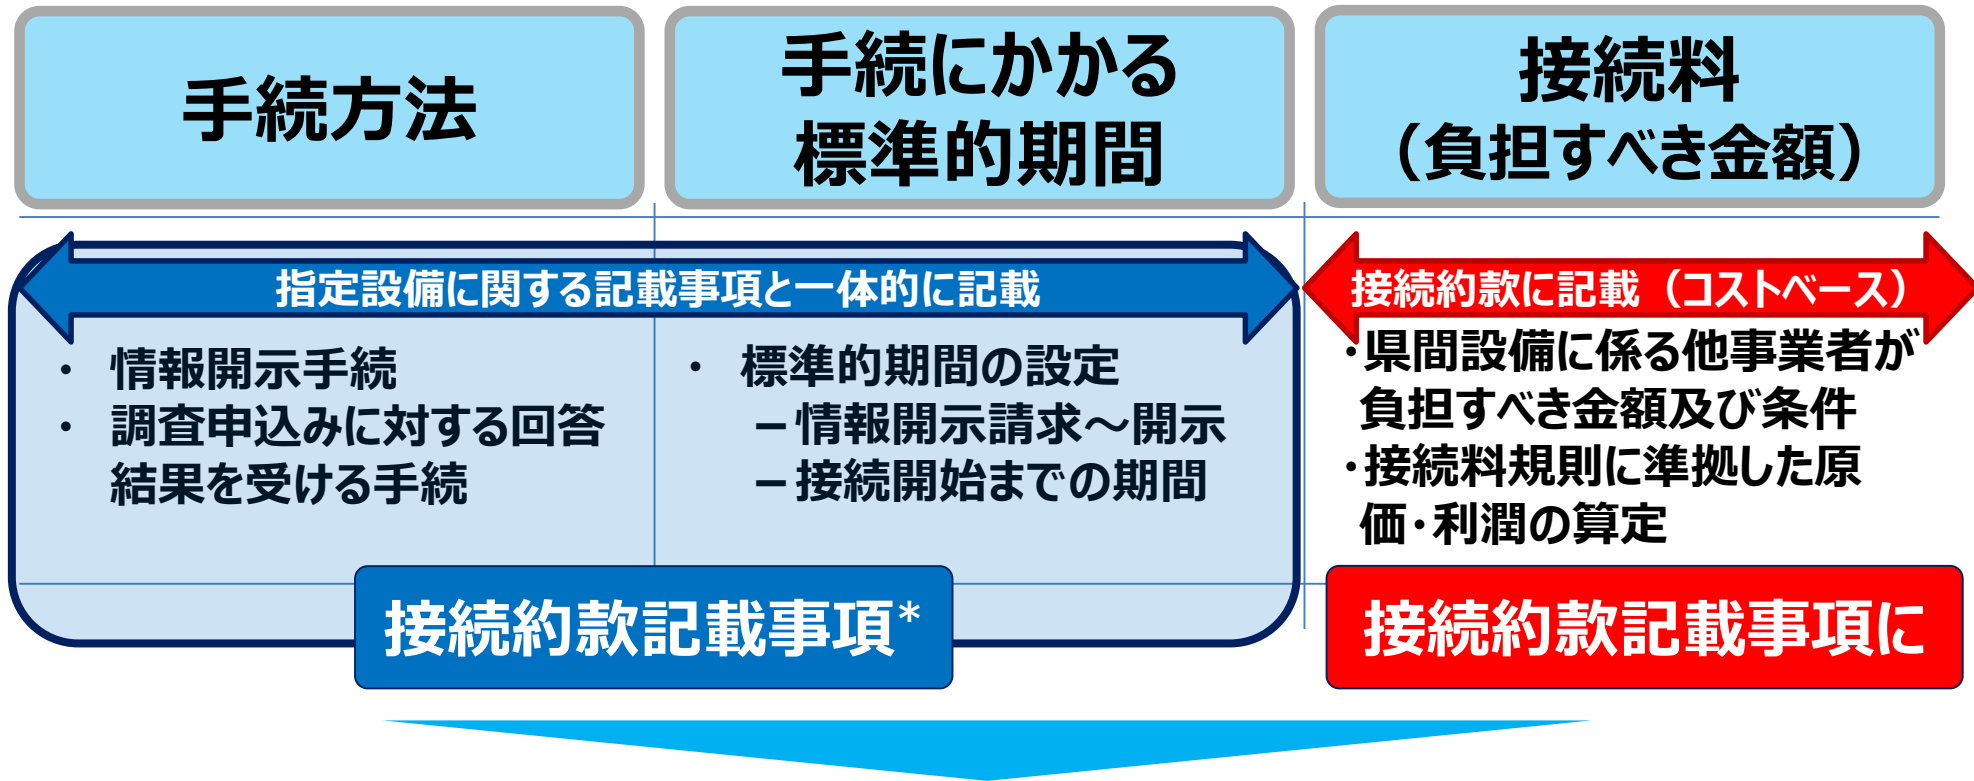 手続方法
手続にかかる
標準的期間
接続料
（負担すべき金額）
指定設備に関する記載事項と一体的に記載
接続約款に記載（コストベース）
・ 情報開示手続
・ 調査申込みに対する回答
結果を受ける手続
・ 標準的期間の設定
－情報開示請求～開示
－接続開始までの期間
・県間設備に係る他事業者が
負担すべき金額及び条件
・接続料規則に準拠した原
価・利潤の算定
接続約款記載事項*
接続約款記載事項に